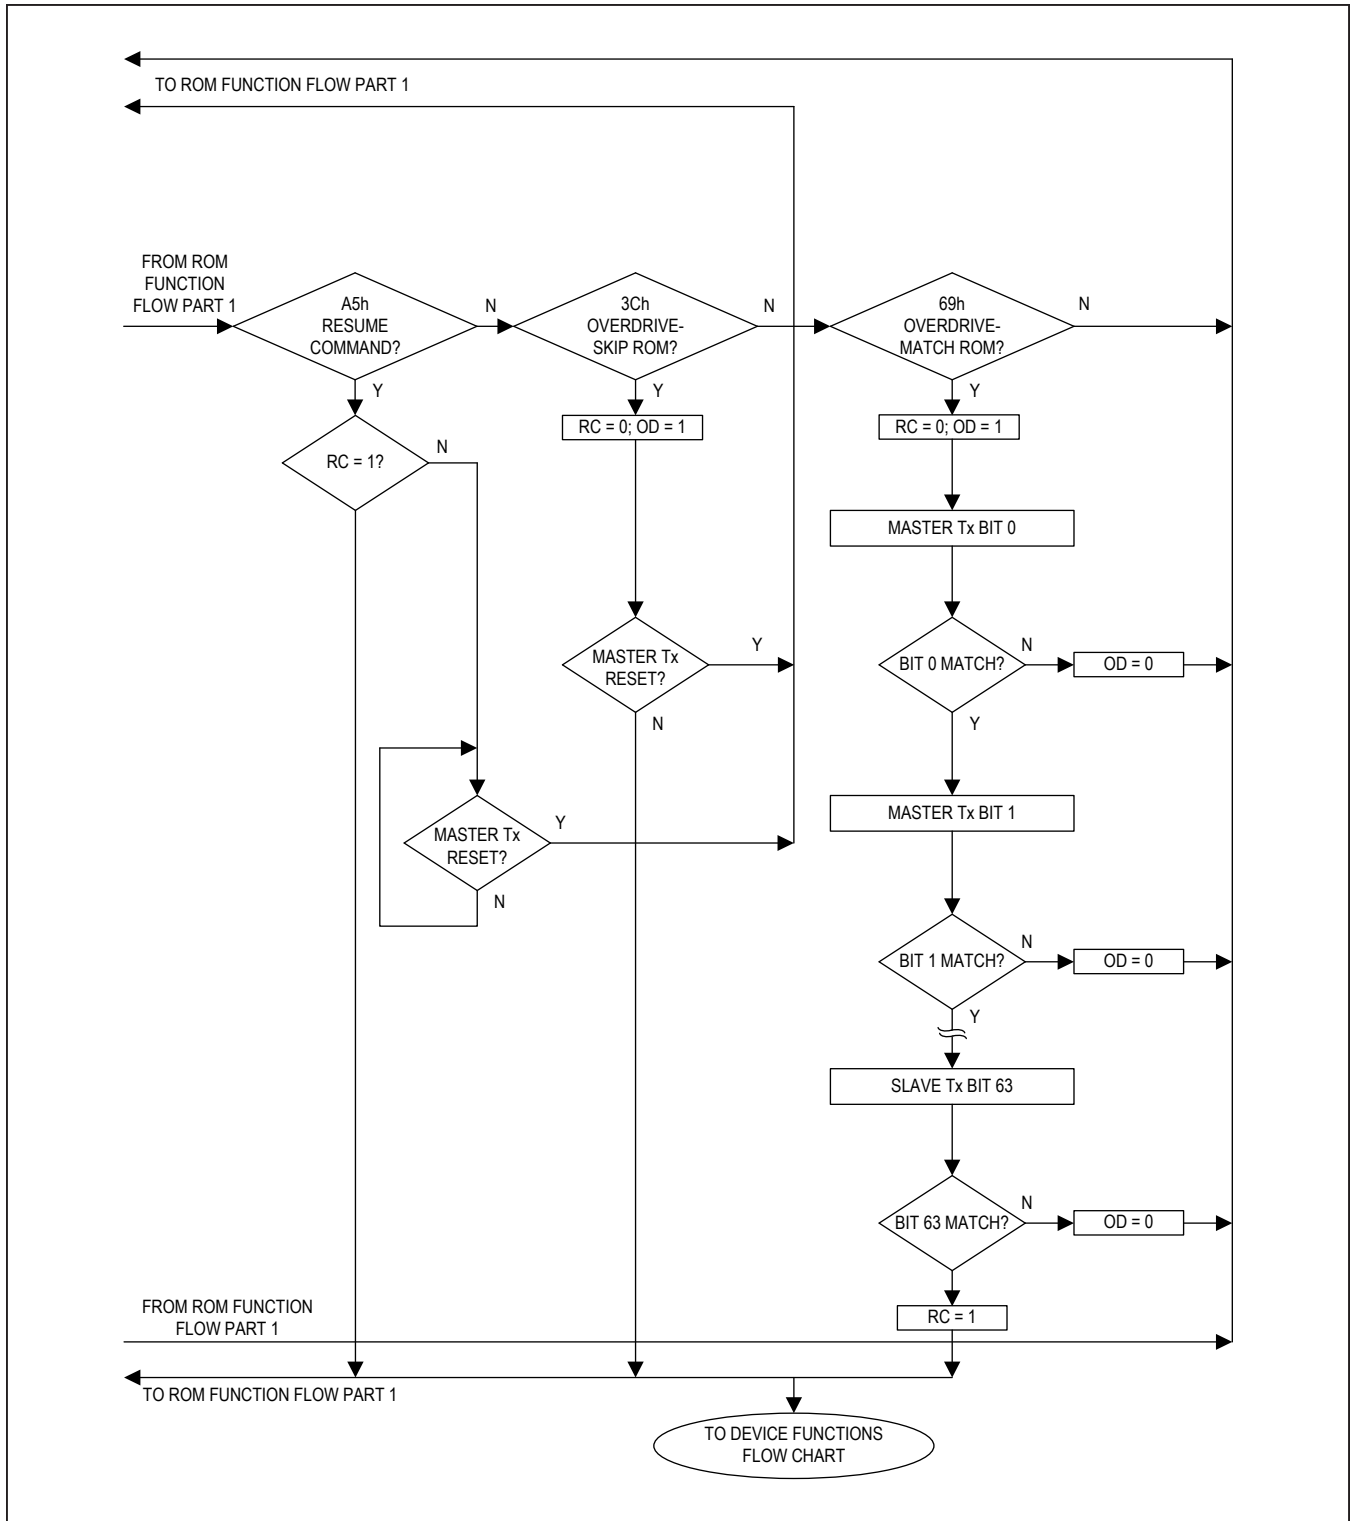 TO ROM FUNCTION FLOW PART 1
FROM ROM
FUNCTION
FLOW PART 1
A5h
RESUME
COMMAND?
N
3Ch
OVERDRIVE-
SKIP ROM?
N
69h
OVERDRIVE-
MATCH ROM?
N
Y
Y
Y
RC = 0; OD = 1
RC = 0; OD = 1
RC = 1?
N
MASTER Tx BIT 0
MASTER Tx
RESET?
Y
N
BIT 0 MATCH?
N
OD = 0
Y
MASTER Tx BIT 1
MASTER Tx
RESET?
Y
N
BIT 1 MATCH?
N
OD = 0
Y
SLAVE Tx BIT 63
BIT 63 MATCH?
N
OD = 0
RC = 1
FROM ROM FUNCTION
FLOW PART 1
TO ROM FUNCTION FLOW PART 1
TO DEVICE FUNCTIONS
FLOW CHART